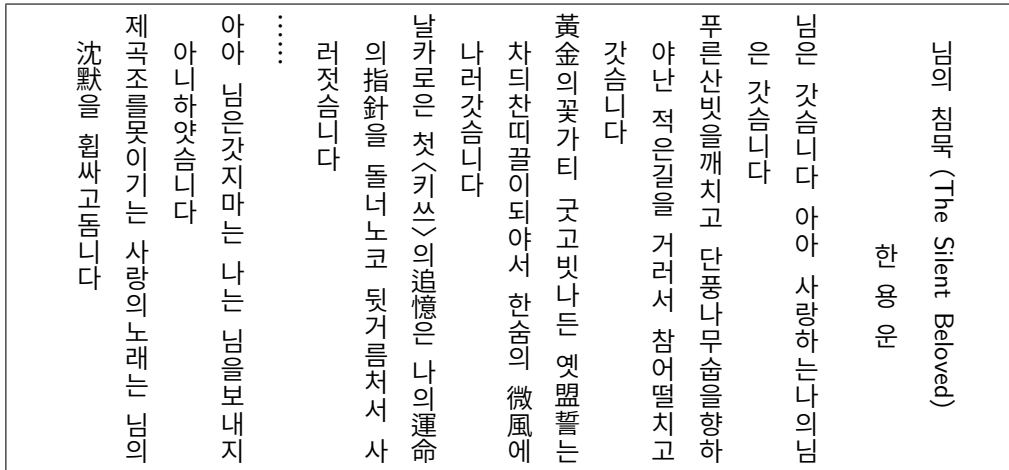 님의 침묵 (The Silent Beloved)
한 용 운
님은 갓슴니다 아아 사랑하는나의님
은 갓슴니다
푸른산빗을깨치고 단풍나무숩을향하
야난 적은길을 거러서 참어떨치고
갓슴니다
黃金의꽃가티 굿고빗나든 옛盟誓는
차듸찬띠끌이되야서 한숨의 微風에
나러갓슴니다
날카로은 첫〈키쓰〉의追憶은 나의運命
의指針을 돌너노코 뒷거름처서 사
러젓슴니다
……
아아 님은갓지마는 나는 님을보내지
아니하얏슴니다
제곡조를못이기는 사랑의노래는 님의
沈默을 휩싸고돔니다